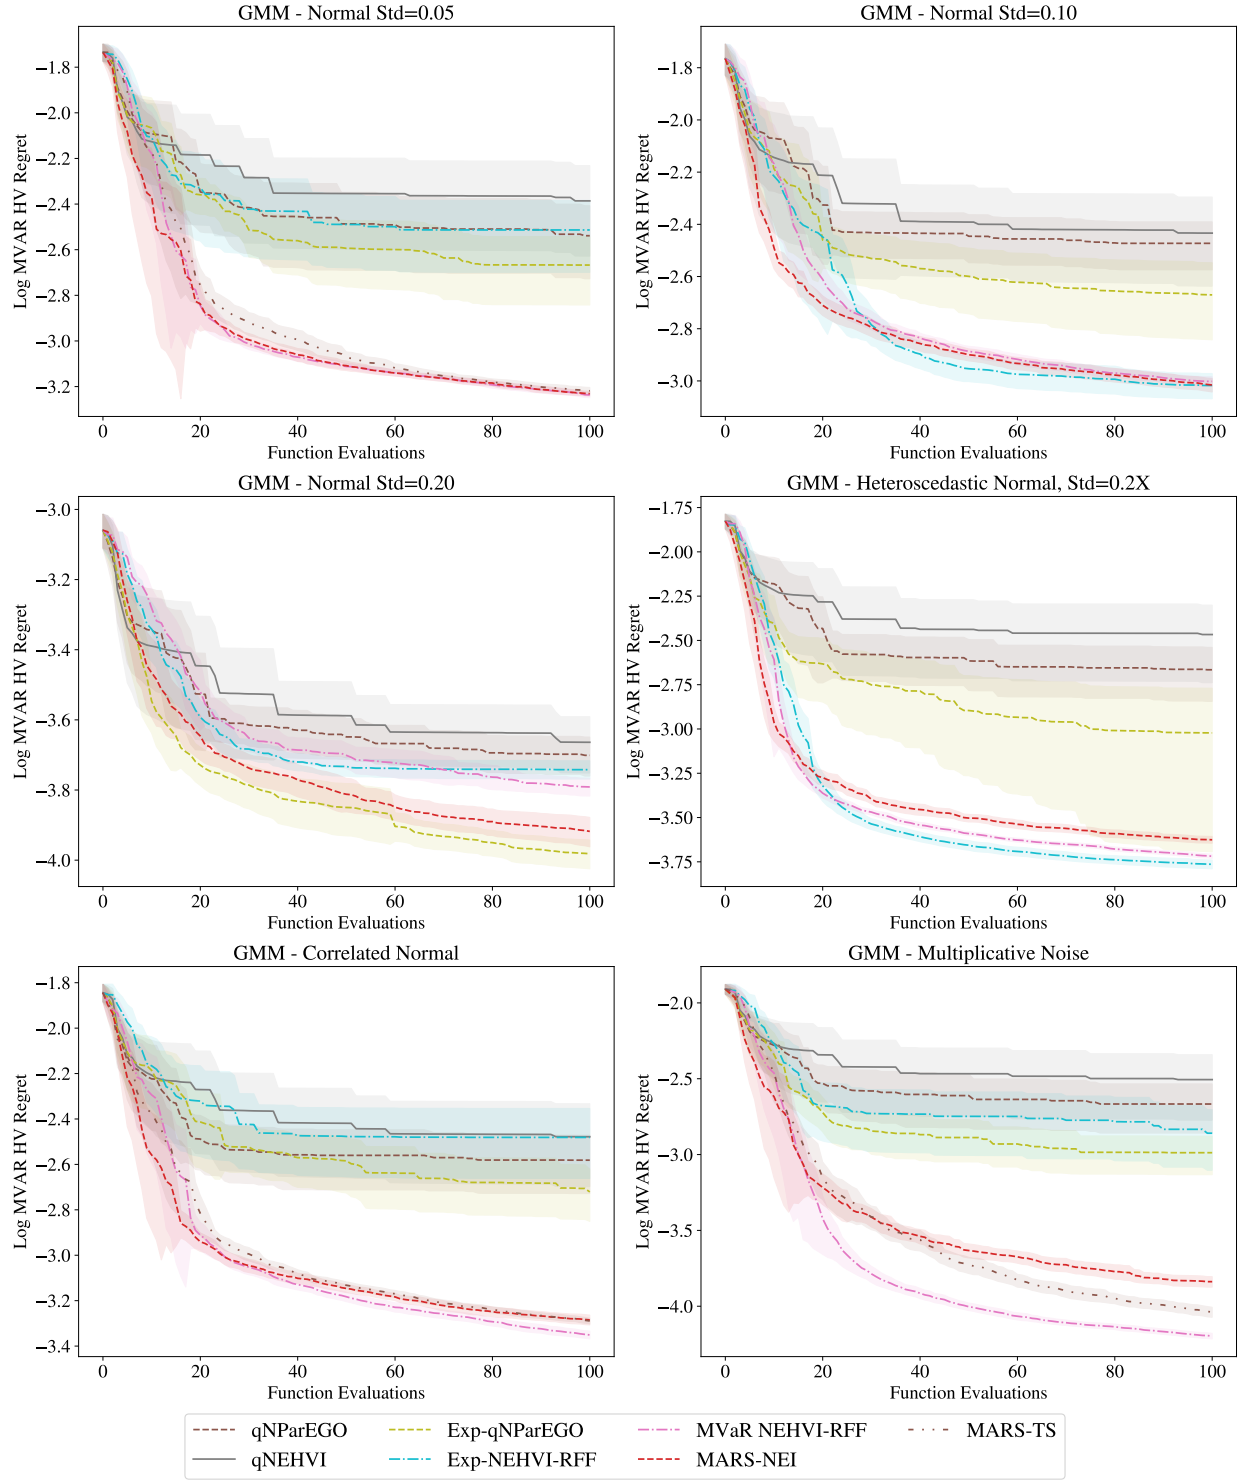 GMM - Normal Std=0.05
Log MVAR HV Regret
−1.8
−2.0
−2.2
−2.4
−2.6
−2.8
−3.0
−3.2
0 20 40 60 80 100
Function Evaluations
GMM - Normal Std=0.10
Log MVAR HV Regret
−1.8
−2.0
−2.2
−2.4
−2.6
−2.8
−3.0
0 20 40 60 80 100
Function Evaluations
GMM - Normal Std=0.20
Log MVAR HV Regret
−3.0
−3.2
−3.4
−3.6
−3.8
−4.0
0 20 40 60 80 100
Function Evaluations
GMM - Heteroscedastic Normal, Std=0.2X
Log MVAR HV Regret
−1.75
−2.00
−2.25
−2.50
−2.75
−3.00
−3.25
−3.50
−3.75
0 20 40 60 80 100
Function Evaluations
GMM - Correlated Normal
Log MVAR HV Regret
−1.8
−2.0
−2.2
−2.4
−2.6
−2.8
−3.0
−3.2
−3.4
0 20 40 60 80 100
Function Evaluations
GMM - Multiplicative Noise
Log MVAR HV Regret
−2.0
−2.5
−3.0
−3.5
−4.0
0 20 40 60 80 100
Function Evaluations
qNParEGO Exp-qNParEGO MVaR NEHVI-RFF MARS-TS
qNEHVI Exp-NEHVI-RFF MARS-NEI